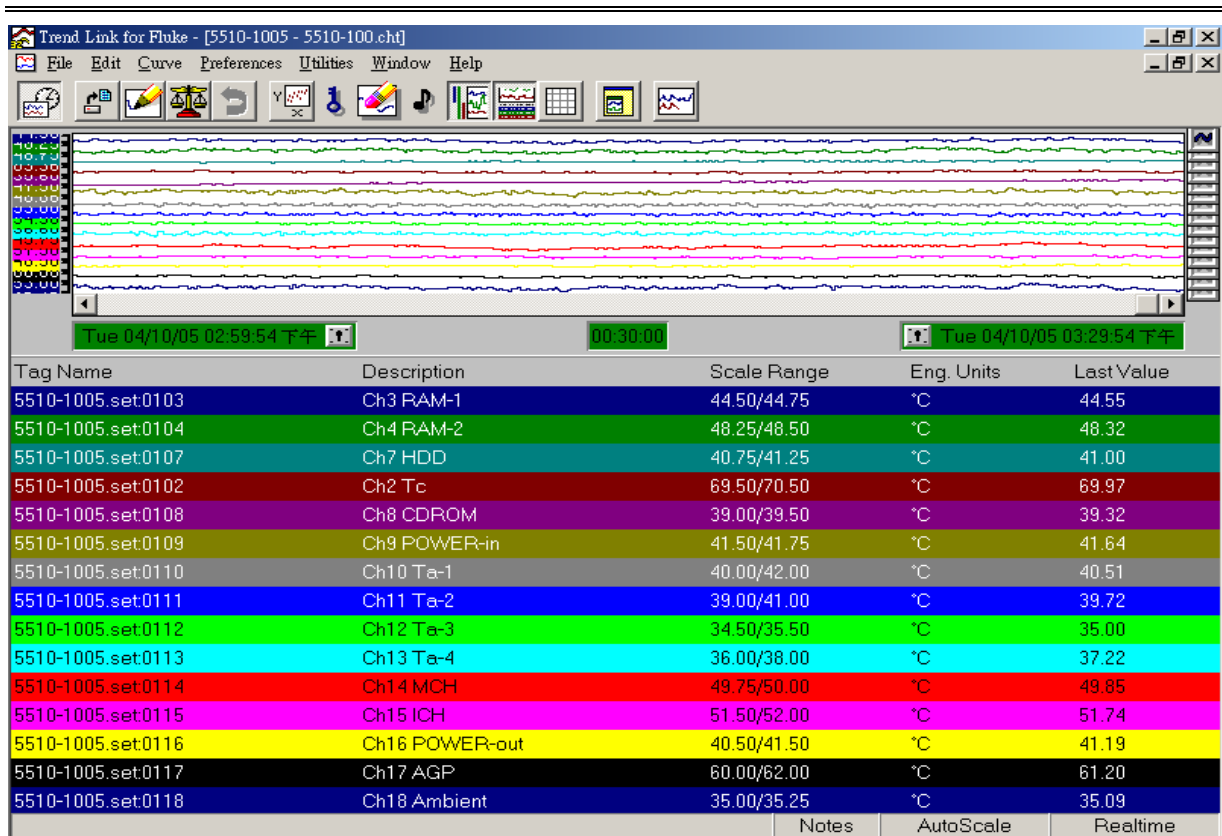 Trend Link for Fluke - [5510-1005 - 5510-100.cht]
File Edit Curve Preferences Utilities Window Help
Tue 04/10/05 02:59:54 下午 00:30:00 Tue 04/10/05 03:29:54 下午
Tag Name Description Scale Range Eng. Units Last Value
5510-1005.set:0103 Ch3 RAM-1 44.50/44.75 °C 44.55
5510-1005.set:0104 Ch4 RAM-2 48.25/48.50 °C 48.32
5510-1005.set:0107 Ch7 HDD 40.75/41.25 °C 41.00
5510-1005.set:0102 Ch2 Tc 69.50/70.50 °C 69.97
5510-1005.set:0108 Ch8 CDROM 39.00/39.50 °C 39.32
5510-1005.set:0109 Ch9 POWER-in 41.50/41.75 °C 41.64
5510-1005.set:0110 Ch10 Ta-1 40.00/42.00 °C 40.51
5510-1005.set:0111 Ch11 Ta-2 39.00/41.00 °C 39.72
5510-1005.set:0112 Ch12 Ta-3 34.50/35.50 °C 35.00
5510-1005.set:0113 Ch13 Ta-4 36.00/38.00 °C 37.22
5510-1005.set:0114 Ch14 MCH 49.75/50.00 °C 49.85
5510-1005.set:0115 Ch15 ICH 51.50/52.00 °C 51.74
5510-1005.set:0116 Ch16 POWER-out 40.50/41.50 °C 41.19
5510-1005.set:0117 Ch17 AGP 60.00/62.00 °C 61.20
5510-1005.set:0118 Ch18 Ambient 35.00/35.25 °C 35.09
Notes AutoScale Realtime